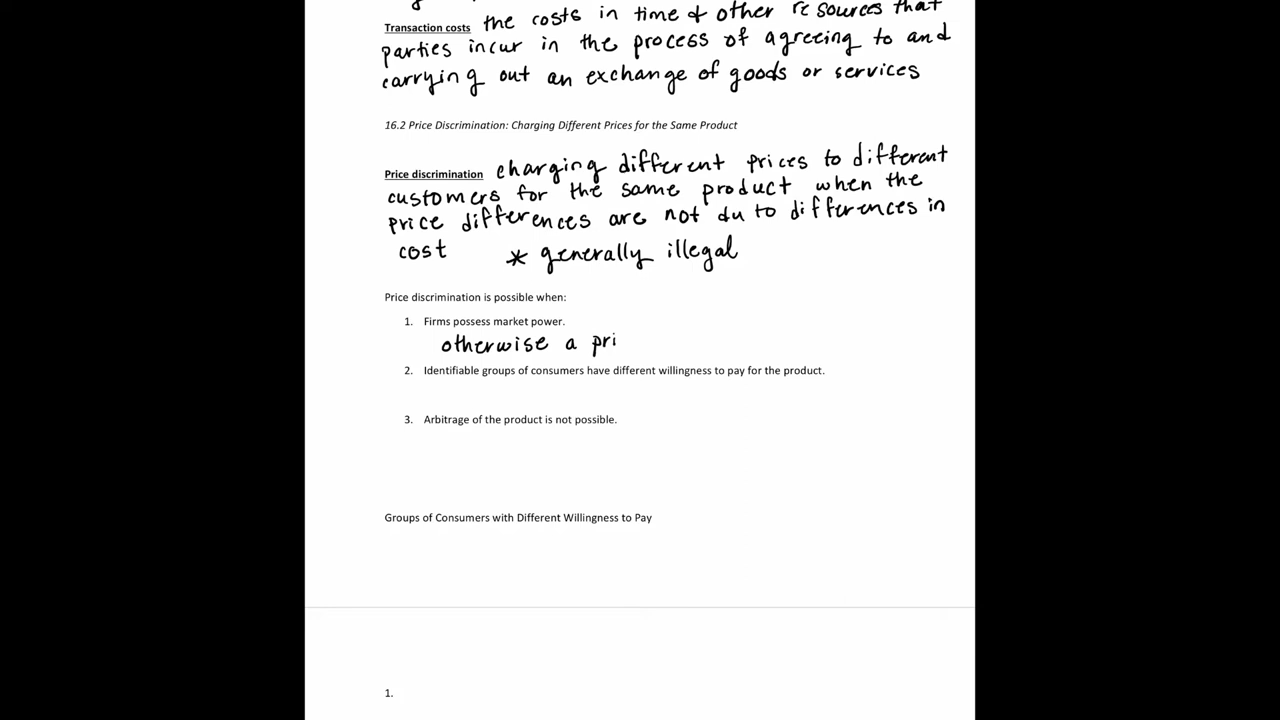 Transaction costs the costs in time & other resources that
parties incur in the process of agreeing to and
carrying out an exchange of goods or services
16.2 Price Discrimination: Charging Different Prices for the Same Product
Price discrimination charging different prices to different
customers for the same product when the
price differences are not du to differences in
cost * generally illegal
Price discrimination is possible when:
1. Firms possess market power.
otherwise a pri
2. Identifiable groups of consumers have different willingness to pay for the product.
3. Arbitrage of the product is not possible.
Groups of Consumers with Different Willingness to Pay
1.